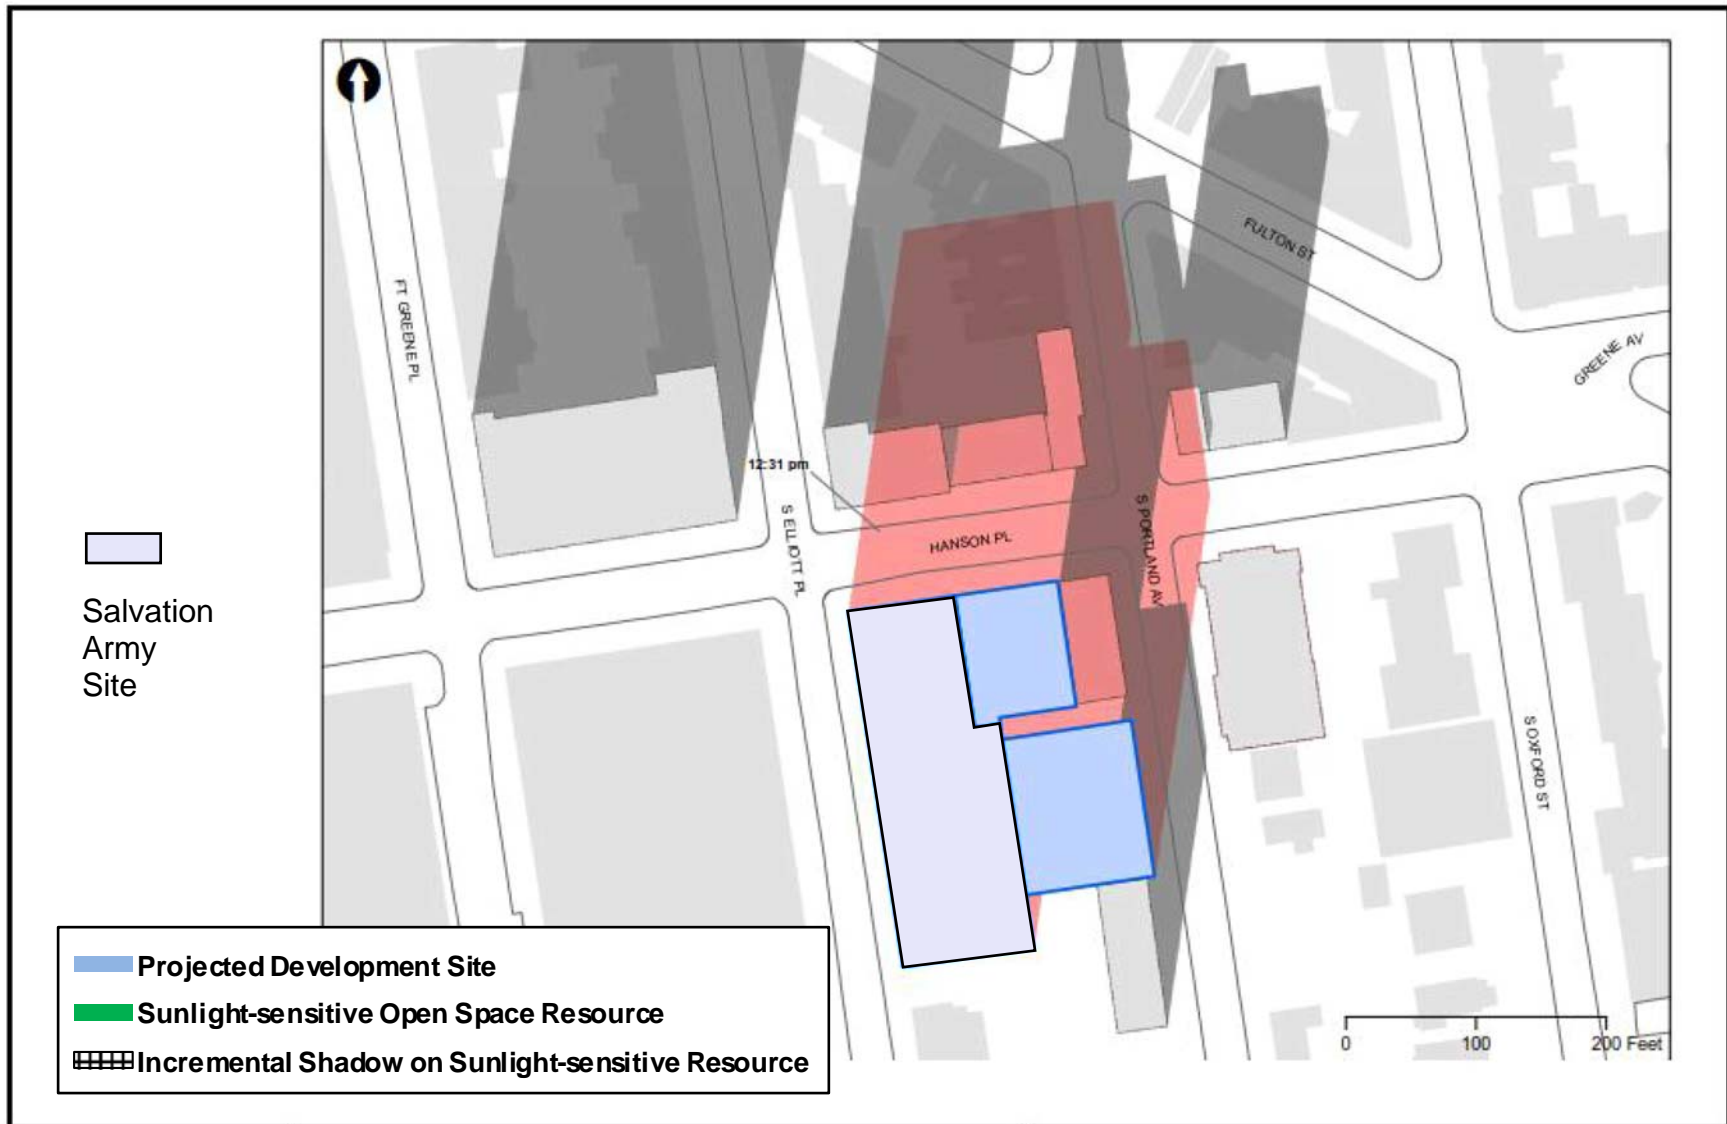 FULTON ST
FT GREENE PL
GREENE AV
12:31 pm
S ELLIOTT PL
HANSON PL
S PORTLAND AV
Salvation
Army
Site
S OXFORD ST
Projected Development Site
Sunlight-sensitive Open Space Resource
Incremental Shadow on Sunlight-sensitive Resource
0 100 200 Feet